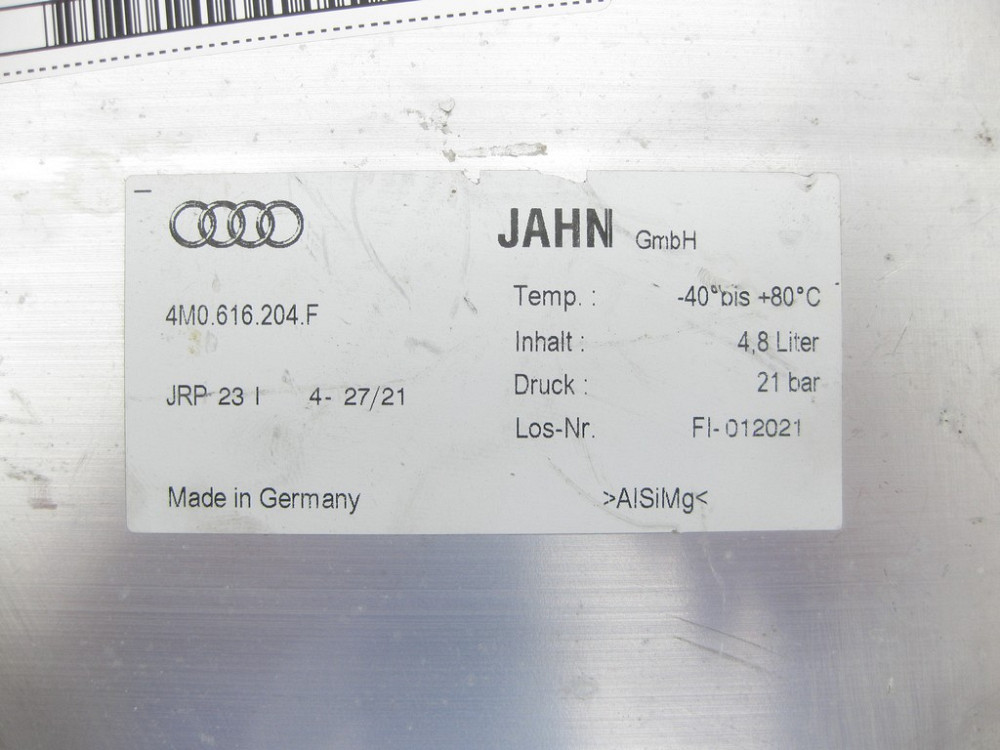 JAHN GmbH
4M0.616.204.F
JRP 23 I 4- 27/21
Temp. : -40°bis +80°C
Inhalt : 4,8 Liter
Druck : 21 bar
Los-Nr. FI-012021
Made in Germany >AlSiMg<